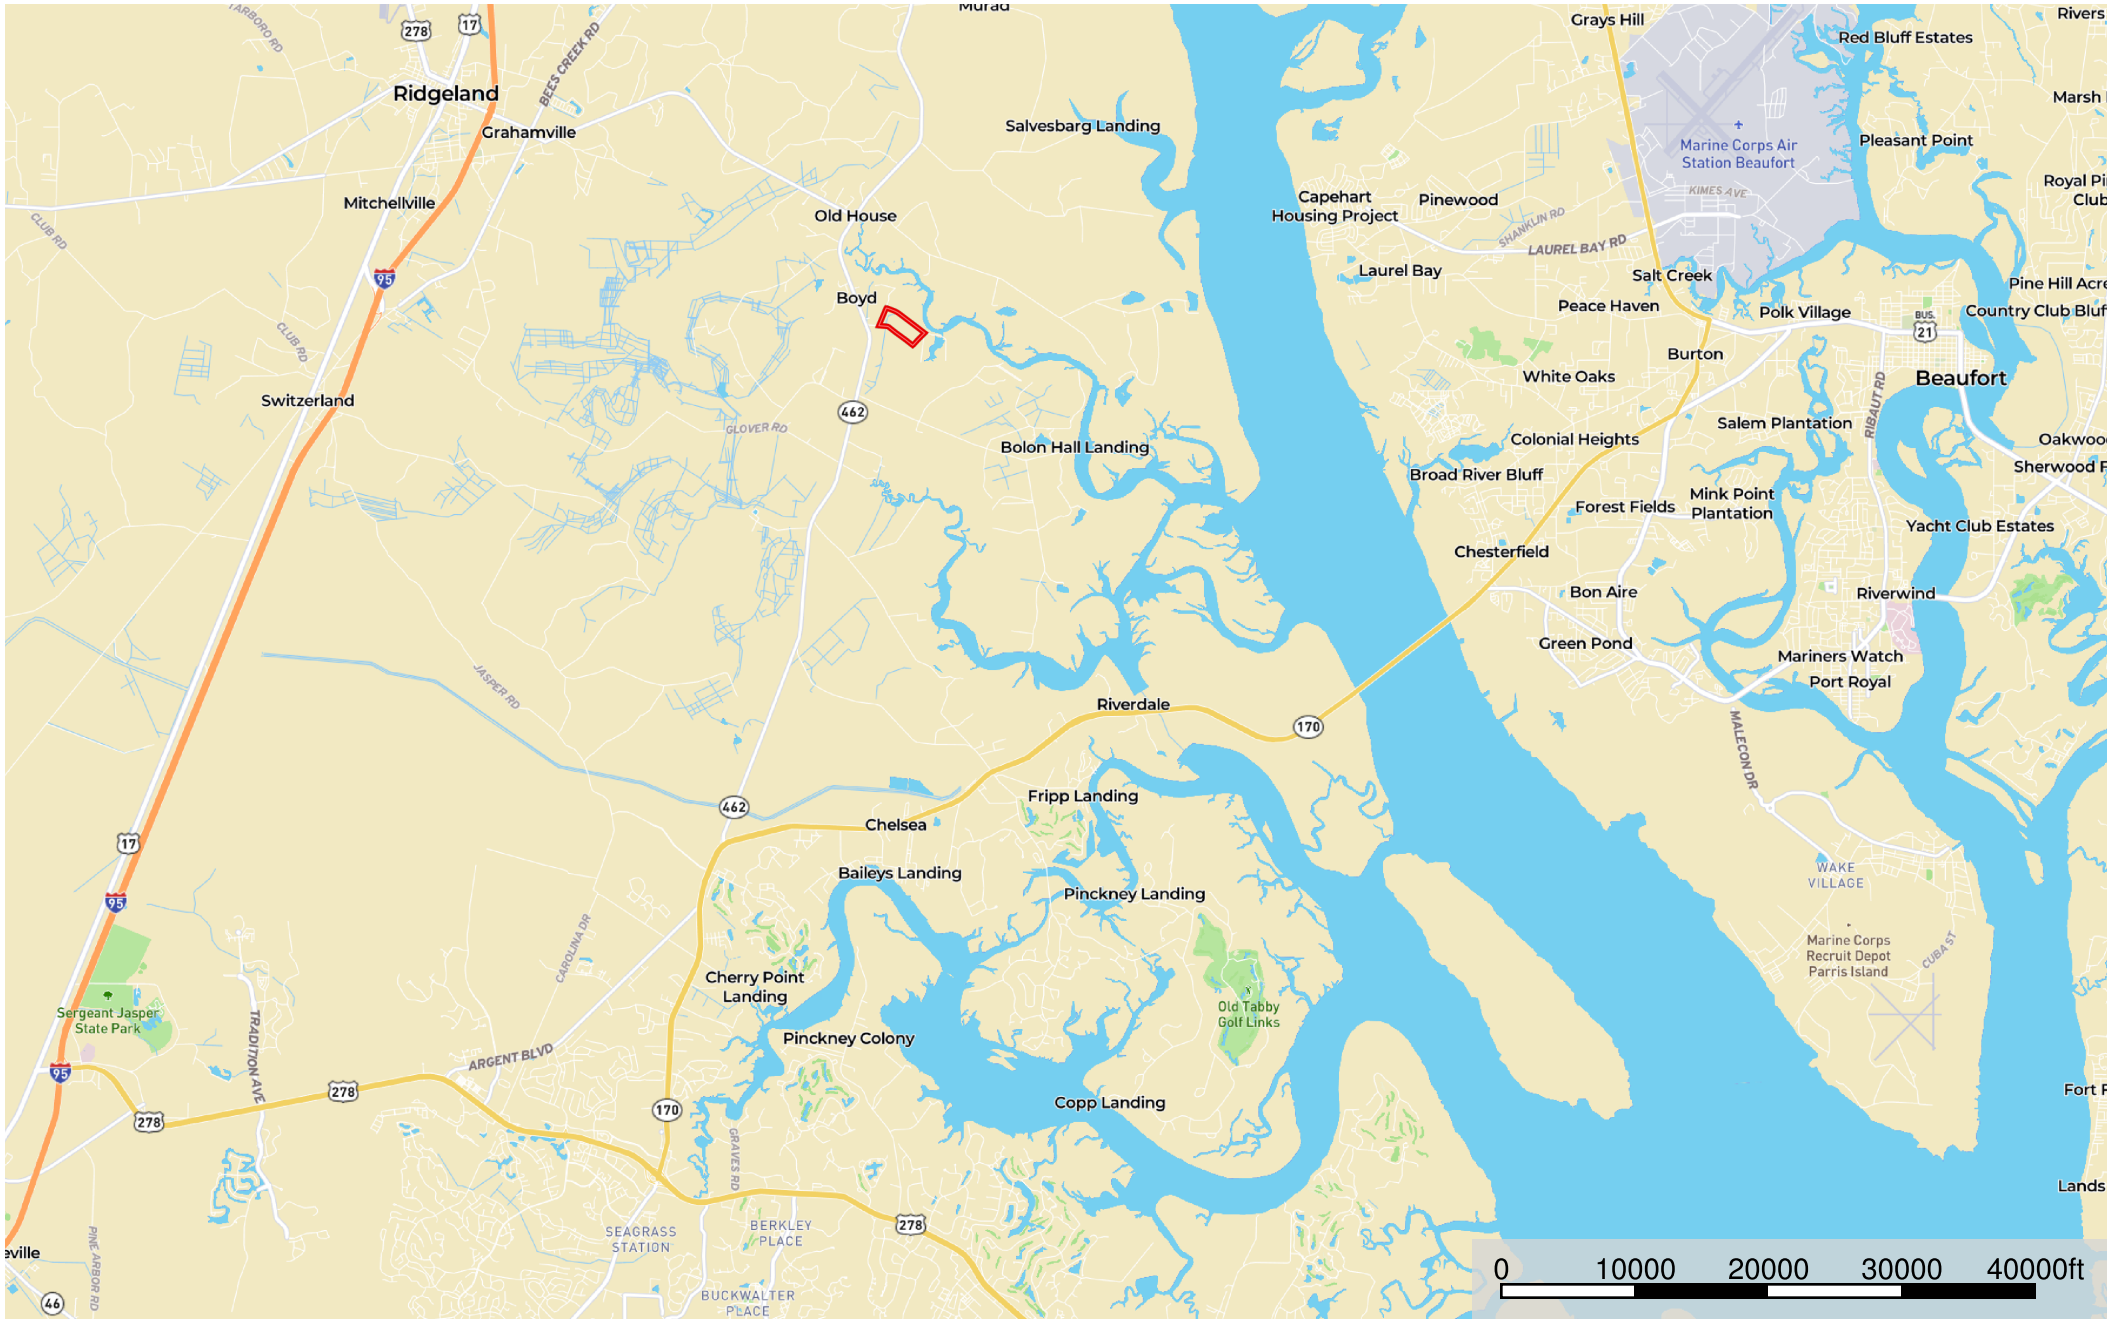 Murad
TARBORO RD
278
17
BEES CREEK RD
Grays Hill
Red Bluff Estates
Rivers
Ridgeland
Grahamville
Salvesbarg Landing
Marine Corps Air
Station Beaufort
Pleasant Point
Marsh
KIMES AVE
Royal Pi
Club
Mitchellville
Capehart
Housing Project
Pinewood
SHANKLIN RD
LAUREL BAY RD
CLUB RD
Old House
95
Laurel Bay
Salt Creek
Pine Hill Acre
Boyd
Peace Haven
Polk Village
BUS.
21
Country Club Bluf
CLUB RD
Burton
White Oaks
Beaufort
Switzerland
462
GLOVER RD
RIBAUT RD
Salem Plantation
Bolon Hall Landing
Colonial Heights
Oakwoo
Broad River Bluff
Sherwood F
Mink Point
Plantation
Forest Fields
Yacht Club Estates
Chesterfield
Bon Aire
Riverwind
Green Pond
Mariners Watch
Port Royal
JASPER RD
Riverdale
170
MALECON DR
462
Fripp Landing
Chelsea
17
Baileys Landing
Pinckney Landing
WAKE
VILLAGE
95
CAROLINA DR
Marine Corps
Recruit Depot
Parris Island
CUBA ST
Cherry Point
Landing
Old Tabby
Golf Links
Sergeant Jasper
State Park
TRADITION AVE
Pinckney Colony
ARGENT BLVD
95
278
Fort F
278
170
Copp Landing
GRAVES RD
Lands
278
SEAGRASS
STATION
BERKLEY
PLACE
PINE ARBOR RD
eville
46
BUCKWALTER
PLACE
0 10000 20000 30000 40000ft